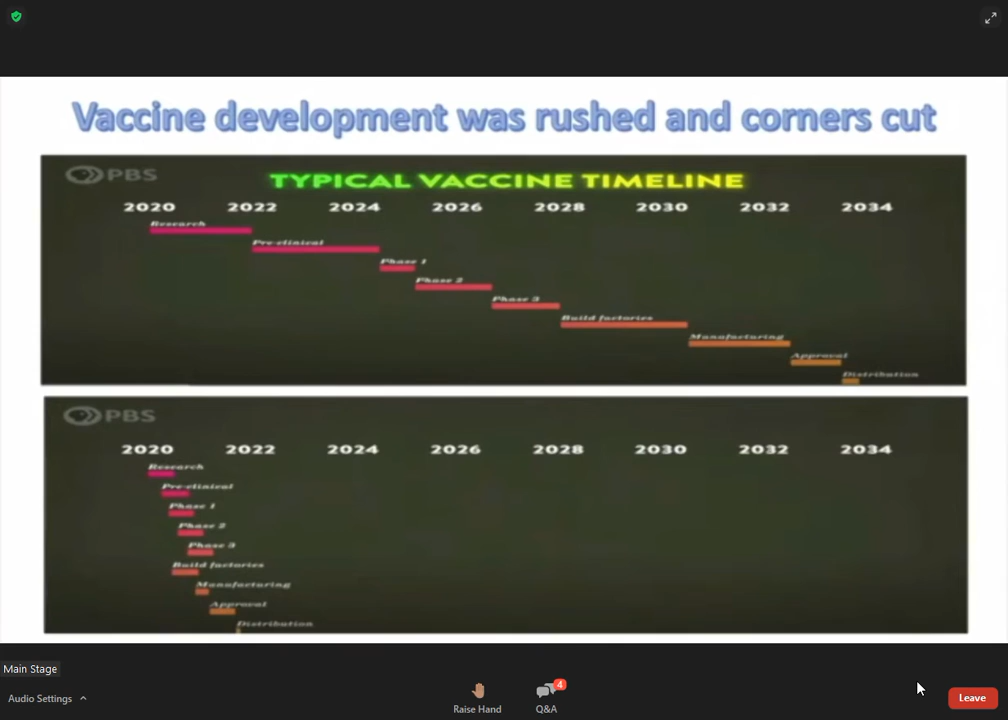 Vaccine development was rushed and corners cut
PBS
TYPICAL VACCINE TIMELINE
2020 2022 2024 2026 2028 2030 2032 2034
Research
Pre-clinical
Phase 1
Phase 2
Phase 3
Build factories
Manufacturing
Approval
Distribution
PBS
2020 2022 2024 2026 2028 2030 2032 2034
Research
Pre-clinical
Phase 1
Phase 2
Phase 3
Build factories
Manufacturing
Approval
Distribution
Main Stage
Audio Settings
Raise Hand
4
Q&A
Leave